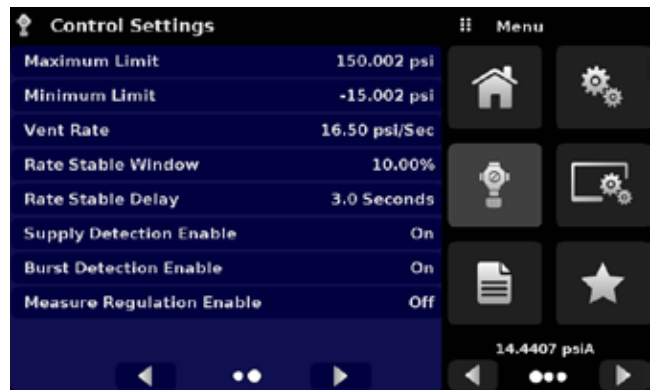 Control Settings
Menu
Maximum Limit 150.002 psi
Minimum Limit -15.002 psi
Vent Rate 16.50 psi/Sec
Rate Stable Window 10.00%
Rate Stable Delay 3.0 Seconds
Supply Detection Enable On
Burst Detection Enable On
Measure Regulation Enable Off
14.4407 psiA